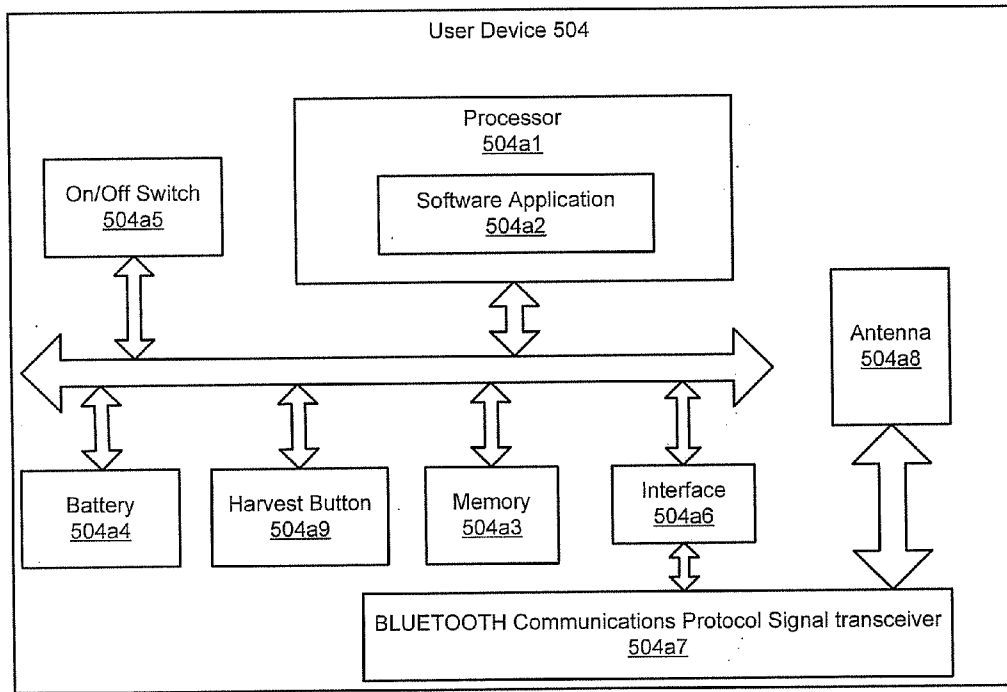 User Device 504
Processor
504a1
On/Off Switch
504a5
Software Application
504a2
Antenna
504a8
Battery
504a4
Harvest Button
504a9
Memory
504a3
Interface
504a6
BLUETOOTH Communications Protocol Signal transceiver
504a7